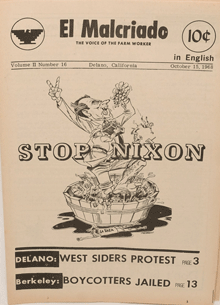 El Malcriado
THE VOICE OF THE FARM WORKER
10¢
in English
Volume II Number 16
Delano, California
October 15, 1968
STOP NIXON
DELANO: WEST SIDERS PROTEST PAGE 3
Berkeley: BOYCOTTERS JAILED PAGE 13